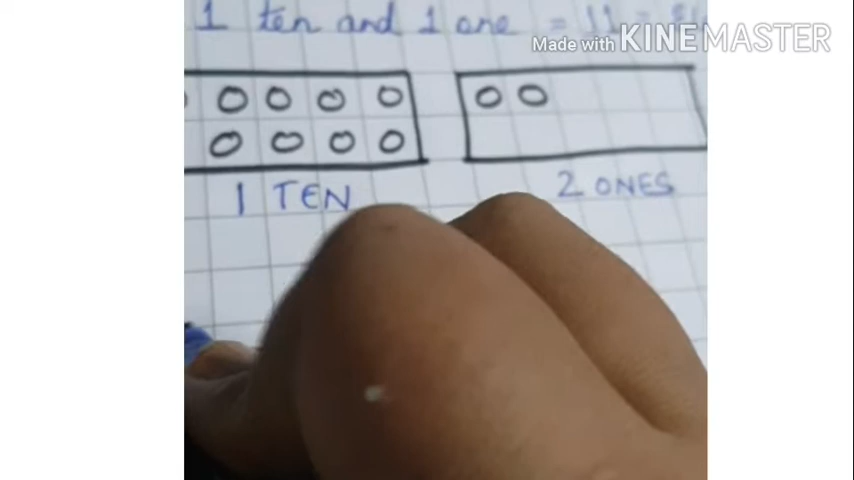 1 ten and 1 one = 11 =
Made with KINEMASTER
1 TEN
2 ONES